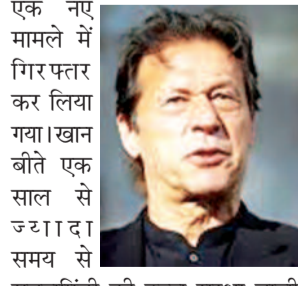 एक नए
मामले में
गिरफ्तार
कर लिया
गया।खान
बीते एक
साल से
ज्यादा
समय से